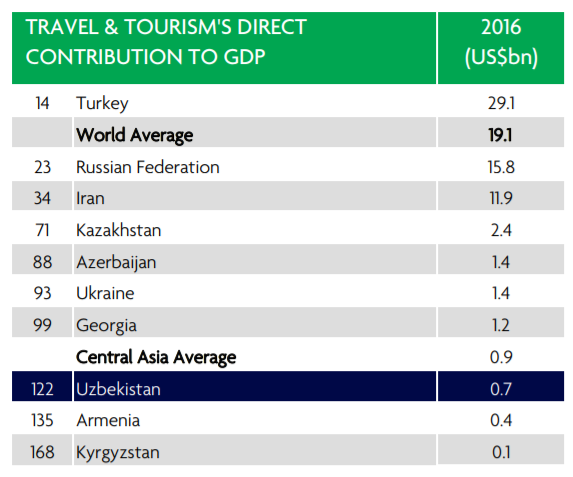 TRAVEL & TOURISM'S DIRECT 2016
CONTRIBUTION TO GDP (US$bn)
14 Turkey 29.1
World Average 19.1
23 Russian Federation 15.8
34 Iran 11.9
71 Kazakhstan 2.4
88 Azerbaijan 1.4
93 Ukraine 1.4
99 Georgia 1.2
Central Asia Average 0.9
122 Uzbekistan 0.7
135 Armenia 0.4
168 Kyrgyzstan 0.1